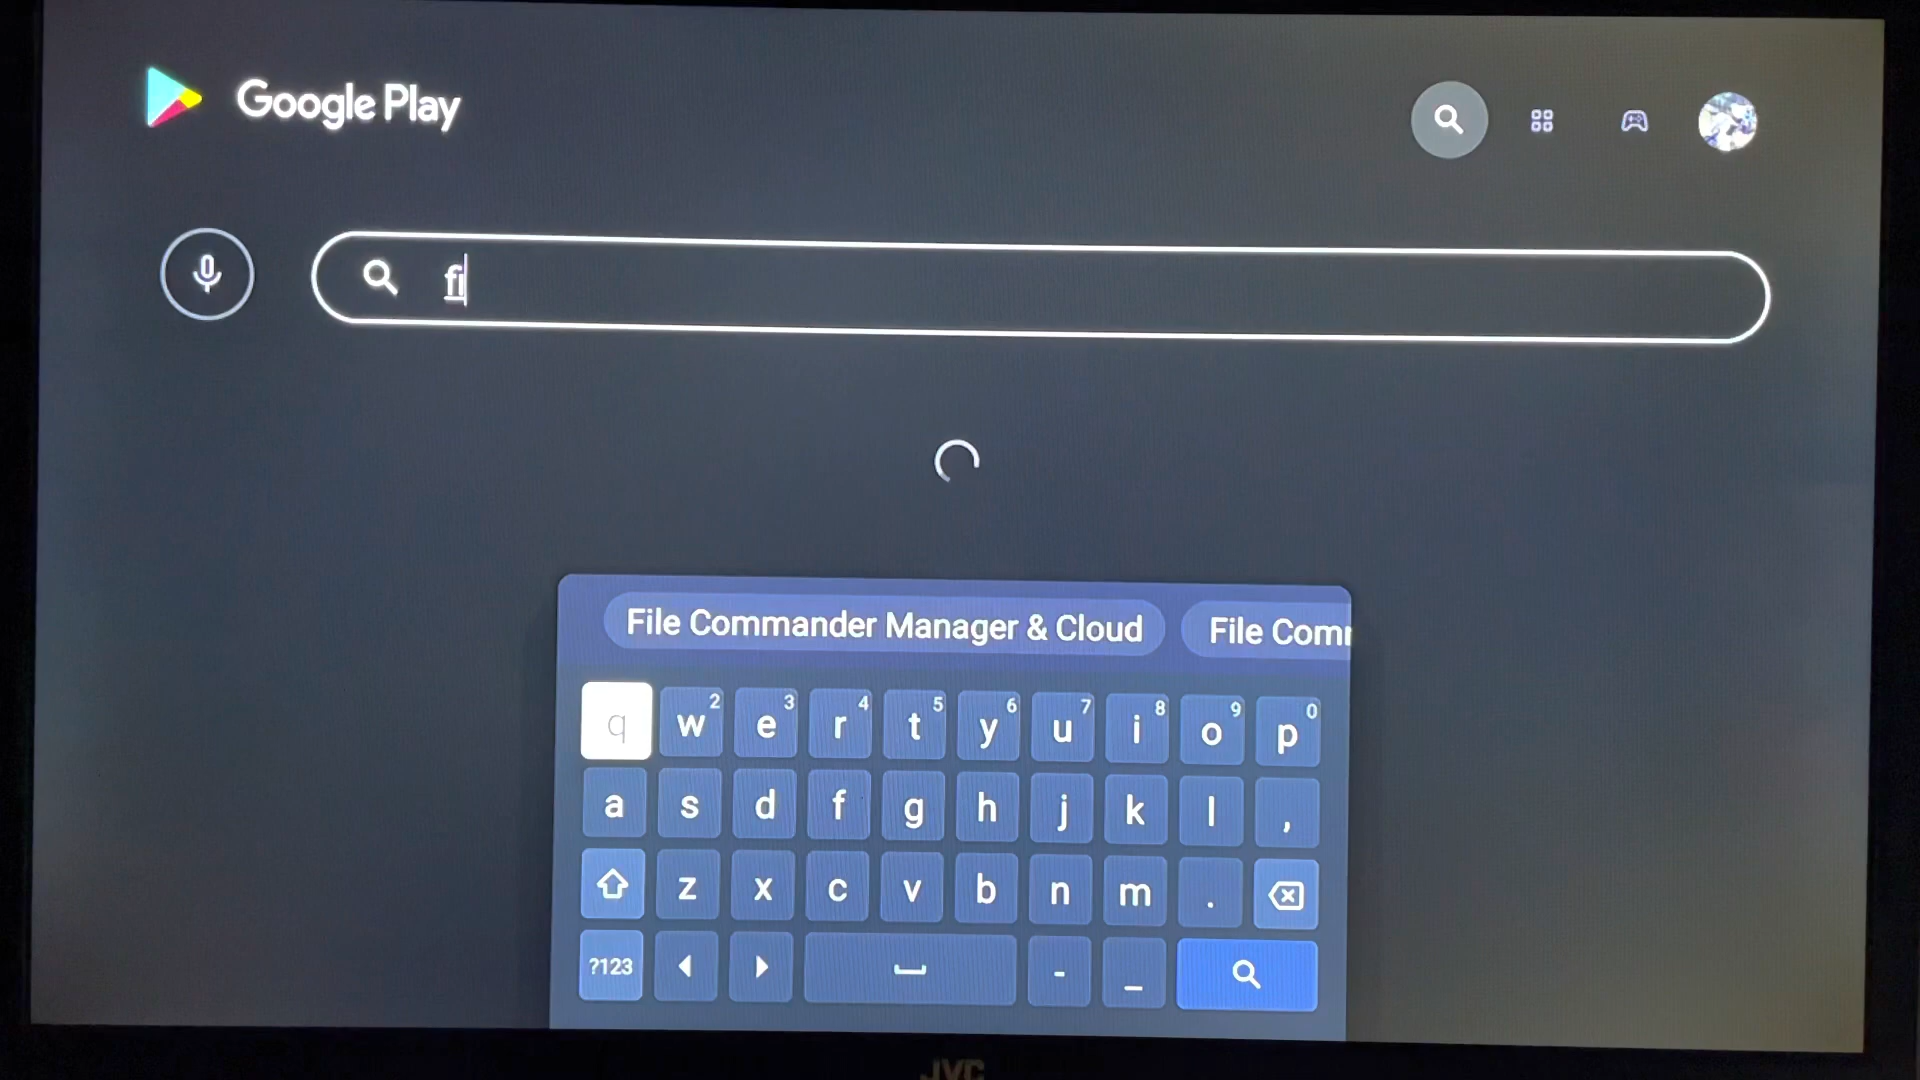 Google Play
fi
File Commander Manager & Cloud File Com
q w 2 e 3 r 4 t 5 y 6 u 7 i 8 o 9 p 0
a s d f g h j k l ,
z x c v b n m .
?123 - _
JVC